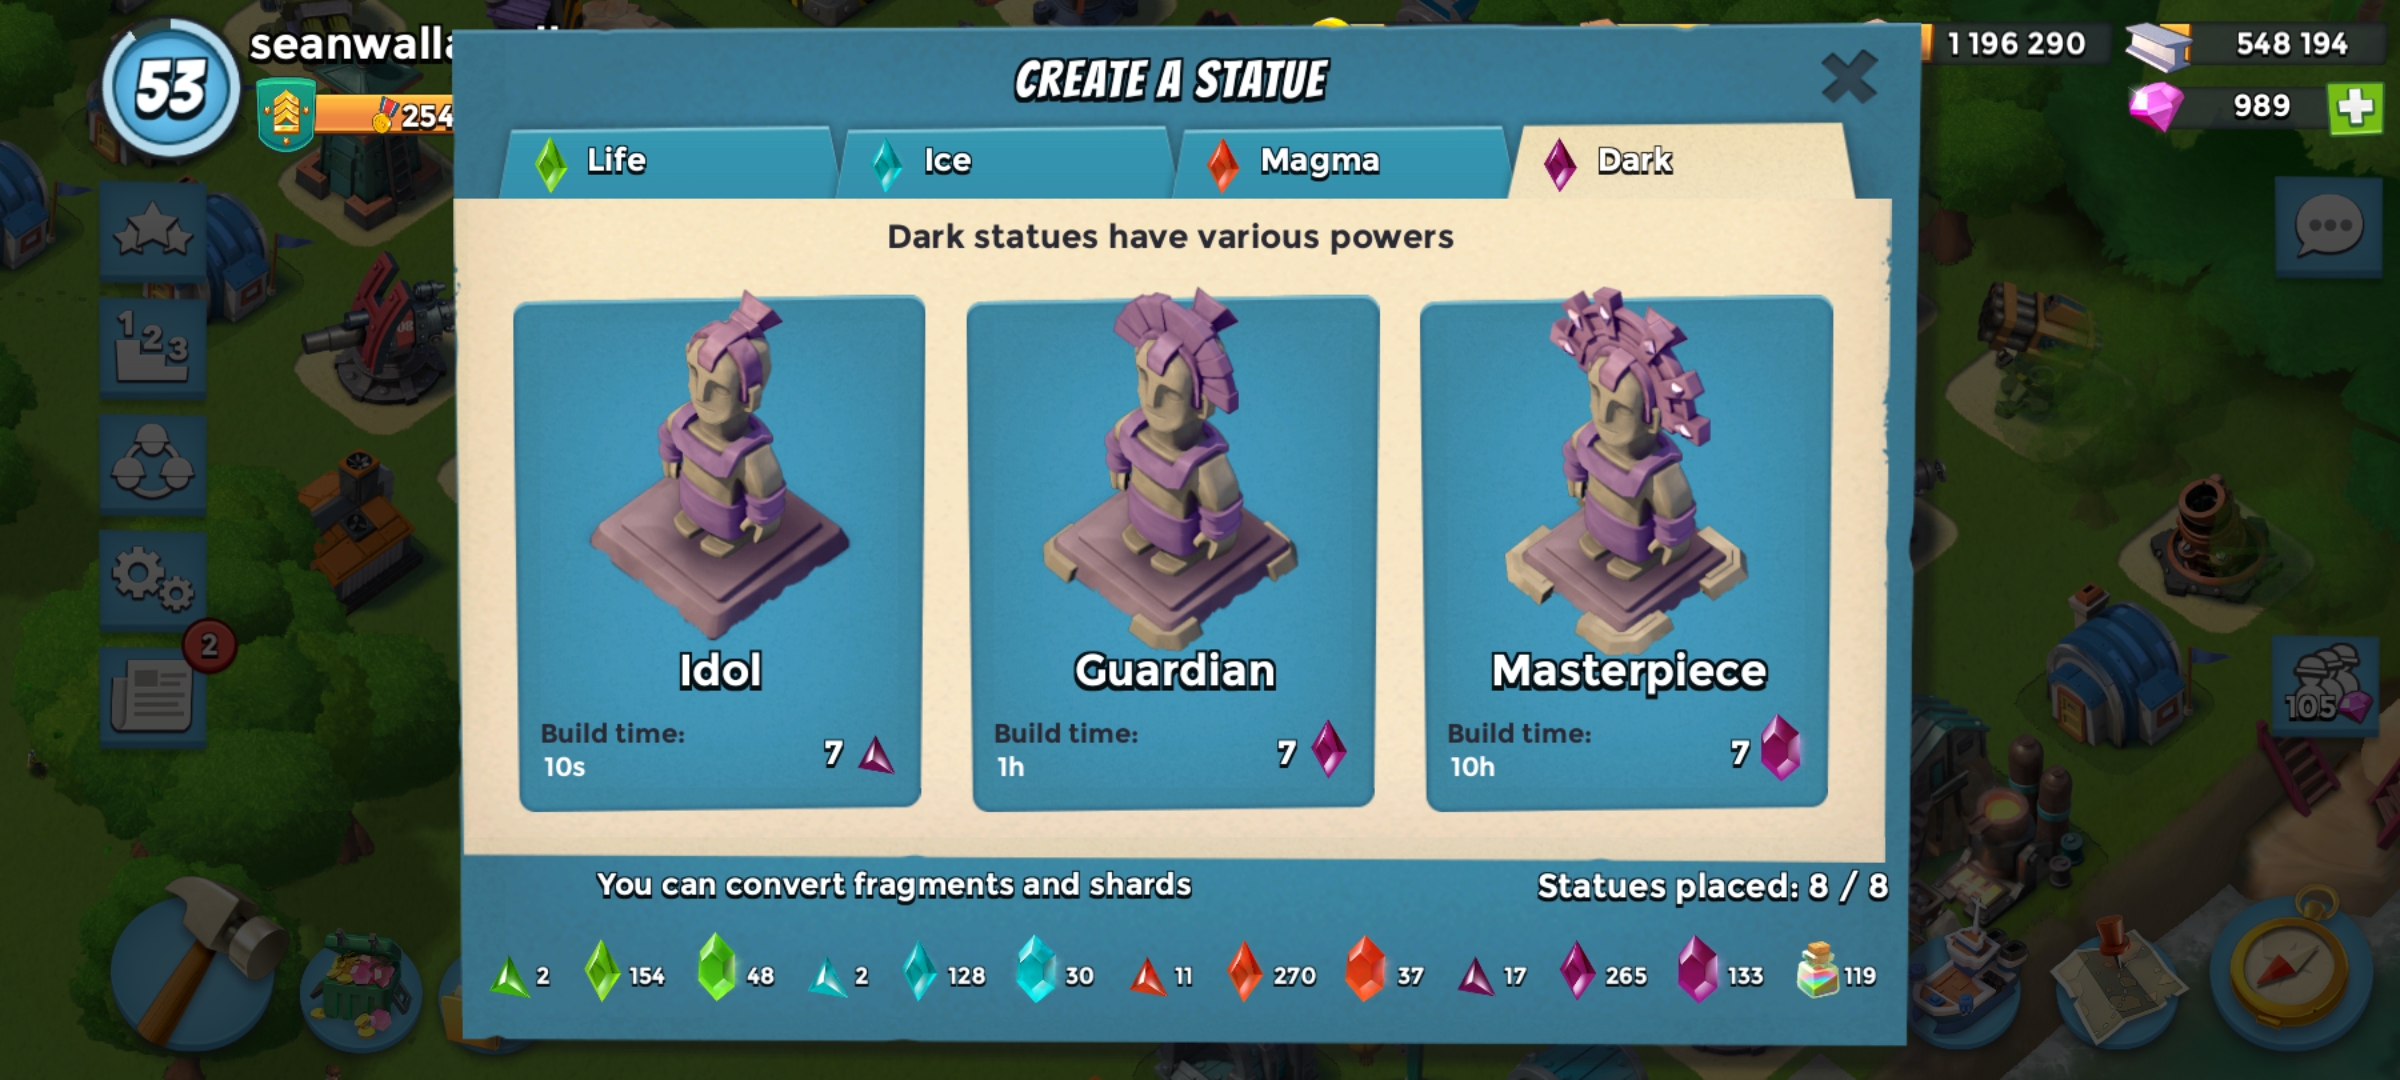 53
254
1 196 290
548 194
989
CREATE A STATUE
Life
Ice
Magma
Dark
Dark statues have various powers
Idol
Build time:
10s
7
Guardian
Build time:
1h
7
Masterpiece
Build time:
10h
7
1 2 3
2
105
You can convert fragments and shards
Statues placed: 8 / 8
2
154
48
2
128
30
11
270
37
17
265
133
119